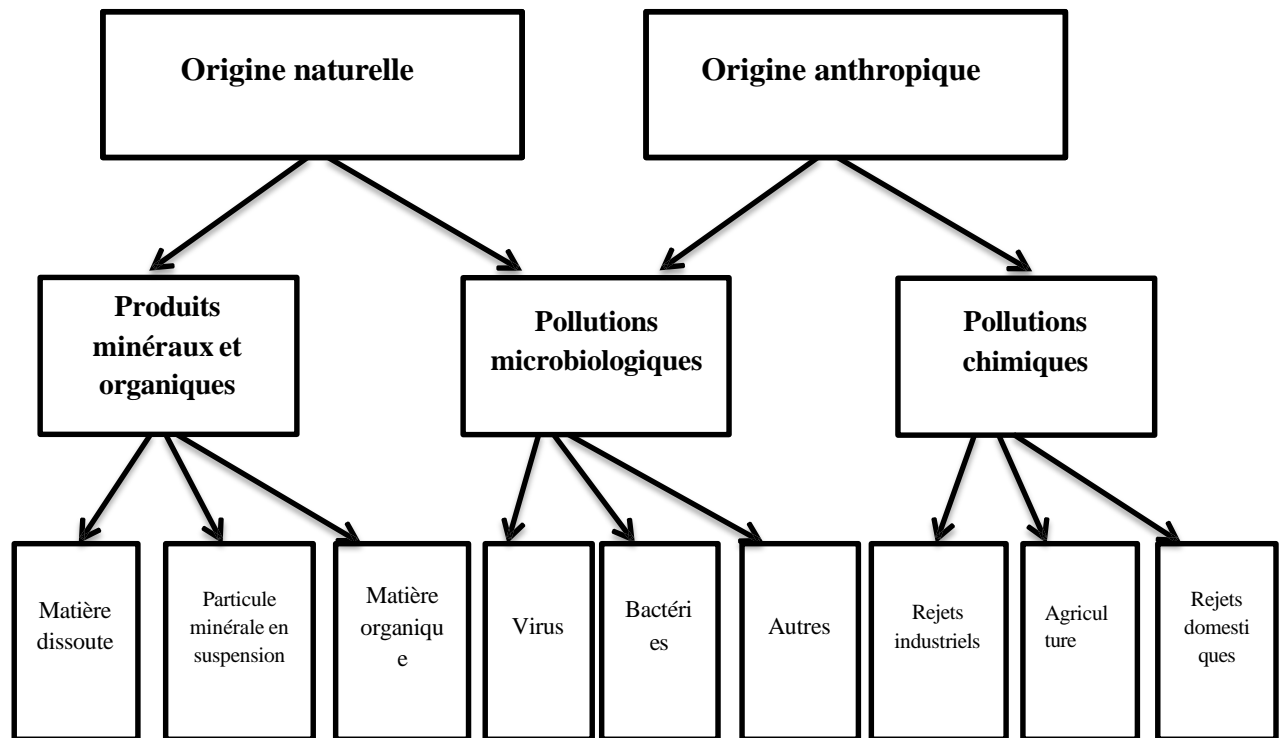 Origine naturelle
Origine anthropique
Produits
minéraux et
organiques
Pollutions
microbiologiques
Pollutions
chimiques
Matière
dissoute
Particule
minérale en
suspension
Matière
organiqu
e
Virus
Bactéri
es
Autres
Rejets
industriels
Agricul
ture
Rejets
domesti
ques